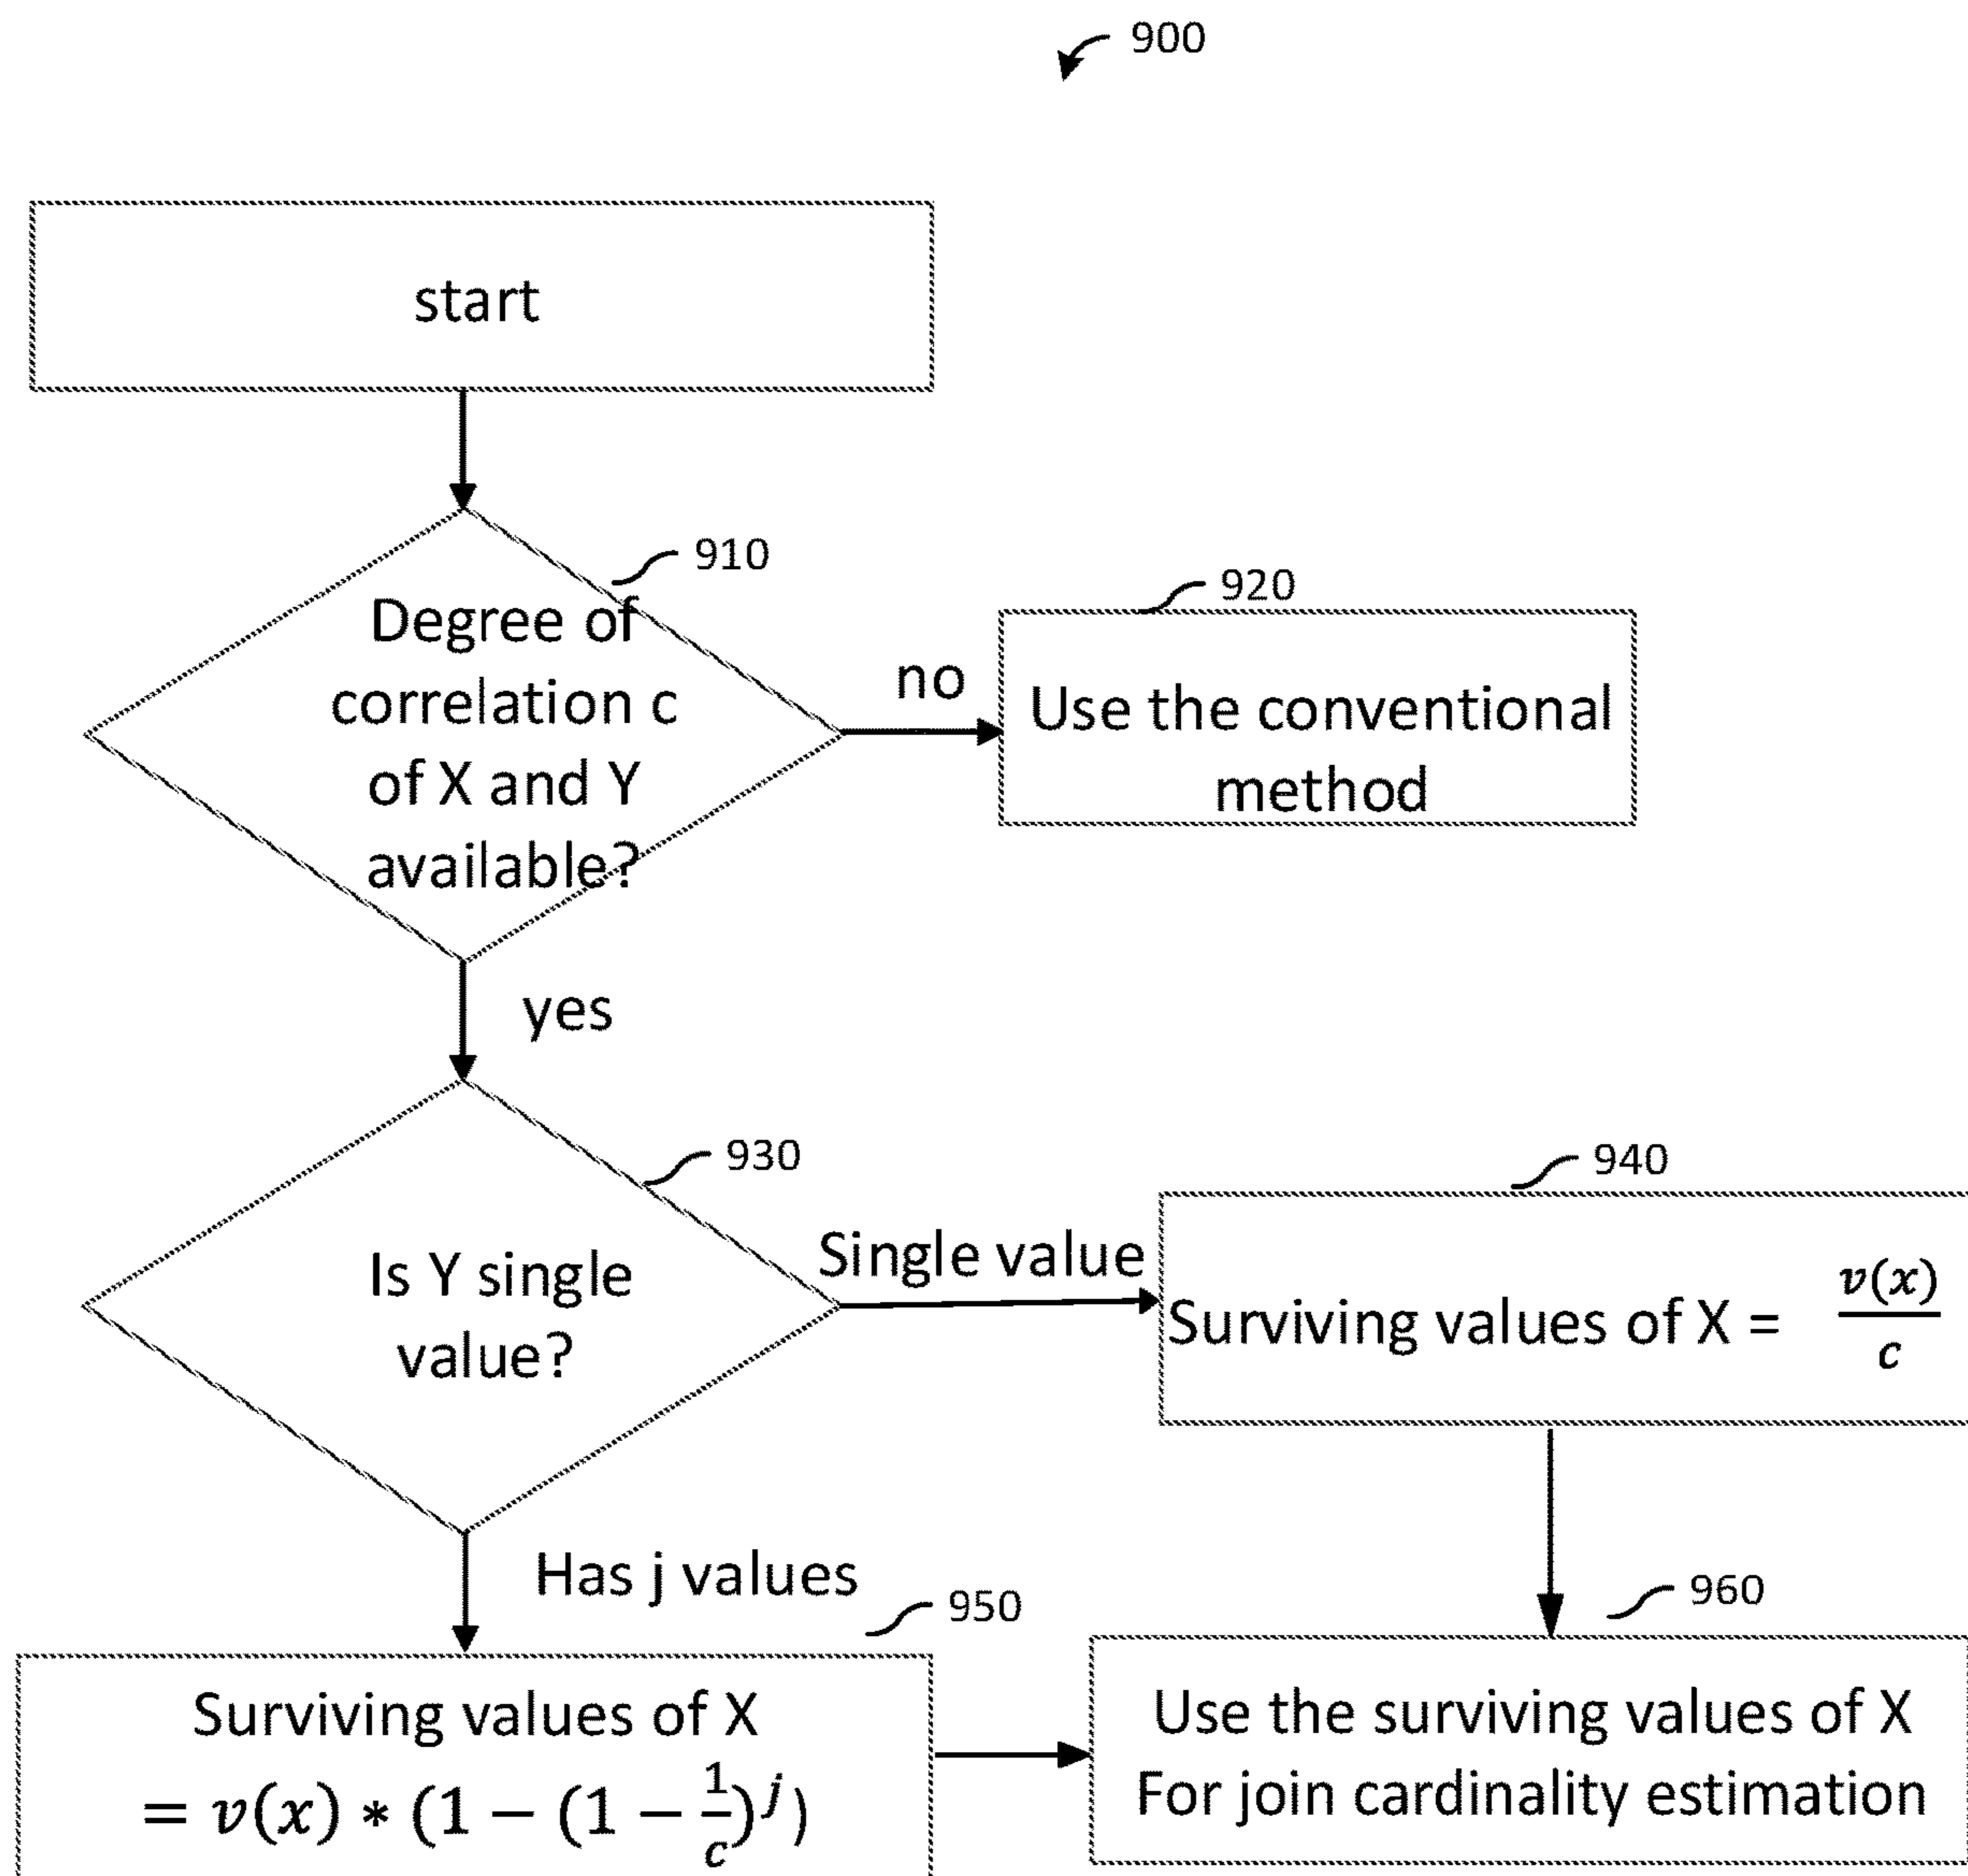 900
start
910
Degree of
correlation c
of X and Y
available?
no
920
Use the conventional
method
yes
930
Is Y single
value?
Single value
940
Surviving values of X = v(x)/c
Has j values
950
Surviving values of X
= v(x) * (1 − (1 − 1/c)^j)
960
Use the surviving values of X
For join cardinality estimation